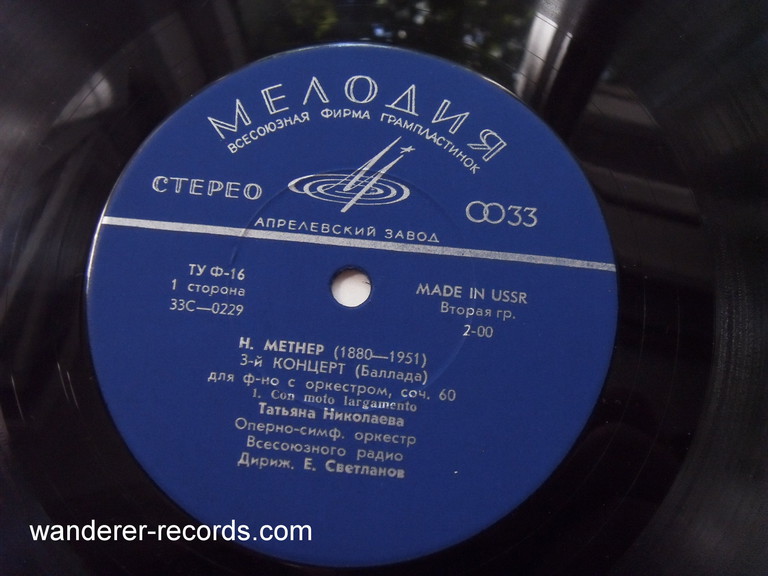 МЕЛОДИЯ
ВСЕСОЮЗНАЯ ФИРМА ГРАМПЛАСТИНОК
СТЕРЕО
33
АПРЕЛЕВСКИЙ ЗАВОД
ТУ Ф-16
1 сторона
33С—0229
MADE IN USSR
Вторая гр.
2-00
Н. МЕТНЕР (1880—1951)
3-й КОНЦЕРТ (Баллада)
для ф-но с оркестром, соч. 60
1. Con moto largamento
Татьяна Николаева
Оперно-симф. оркестр
Всесоюзного радио
Дириж. Е. Светланов
wanderer-records.com